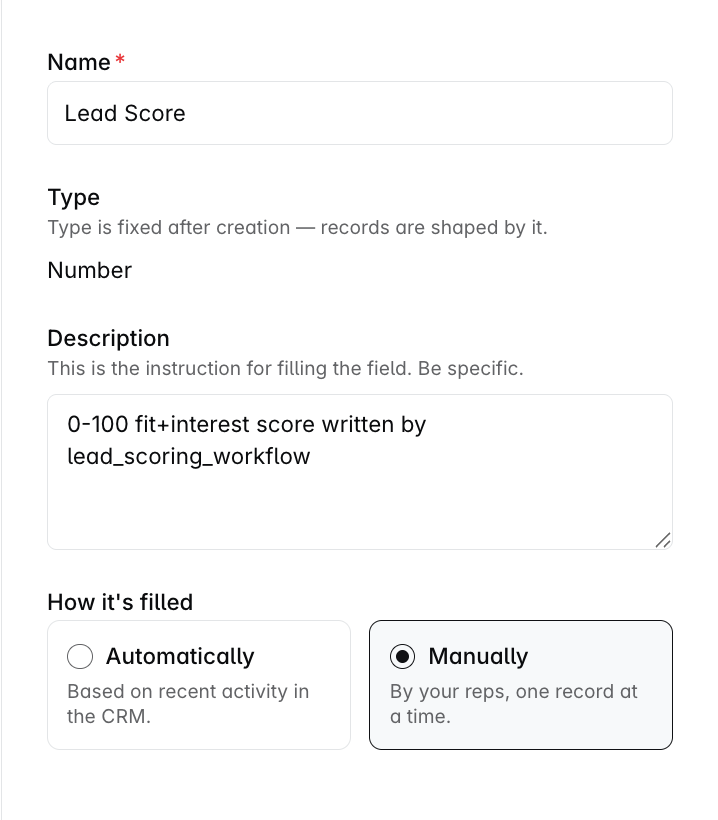 Name *
Lead Score
Type
Type is fixed after creation — records are shaped by it.
Number
Description
This is the instruction for filling the field. Be specific.
0-100 fit+interest score written by
lead_scoring_workflow
How it's filled
Automatically
Based on recent activity in
the CRM.
Manually
By your reps, one record at
a time.